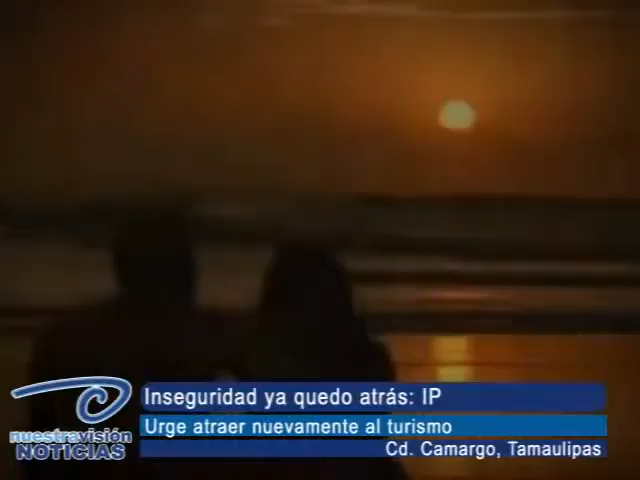 Inseguridad ya quedo atrás: IP
Urge atraer nuevamente al turismo
nuestravisión
NOTICIAS
Cd. Camargo, Tamaulipas